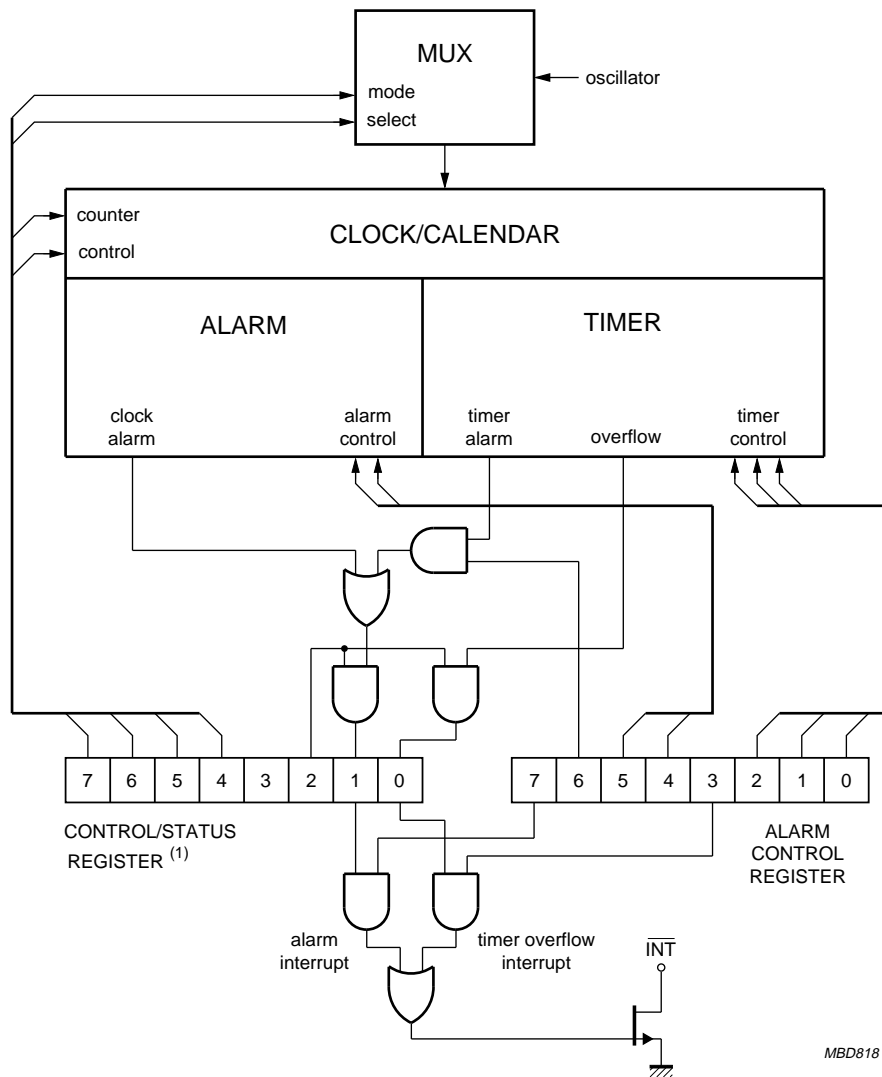 MUX
mode
oscillator
select
counter
control
CLOCK/CALENDAR
ALARM
TIMER
clock
alarm
alarm
control
timer
alarm
overflow
timer
control
7 6 5 4 3 2 1 0
7 6 5 4 3 2 1 0
CONTROL/STATUS
REGISTER (1)
ALARM
CONTROL
REGISTER
alarm
interrupt
timer overflow
interrupt
INT
MBD818